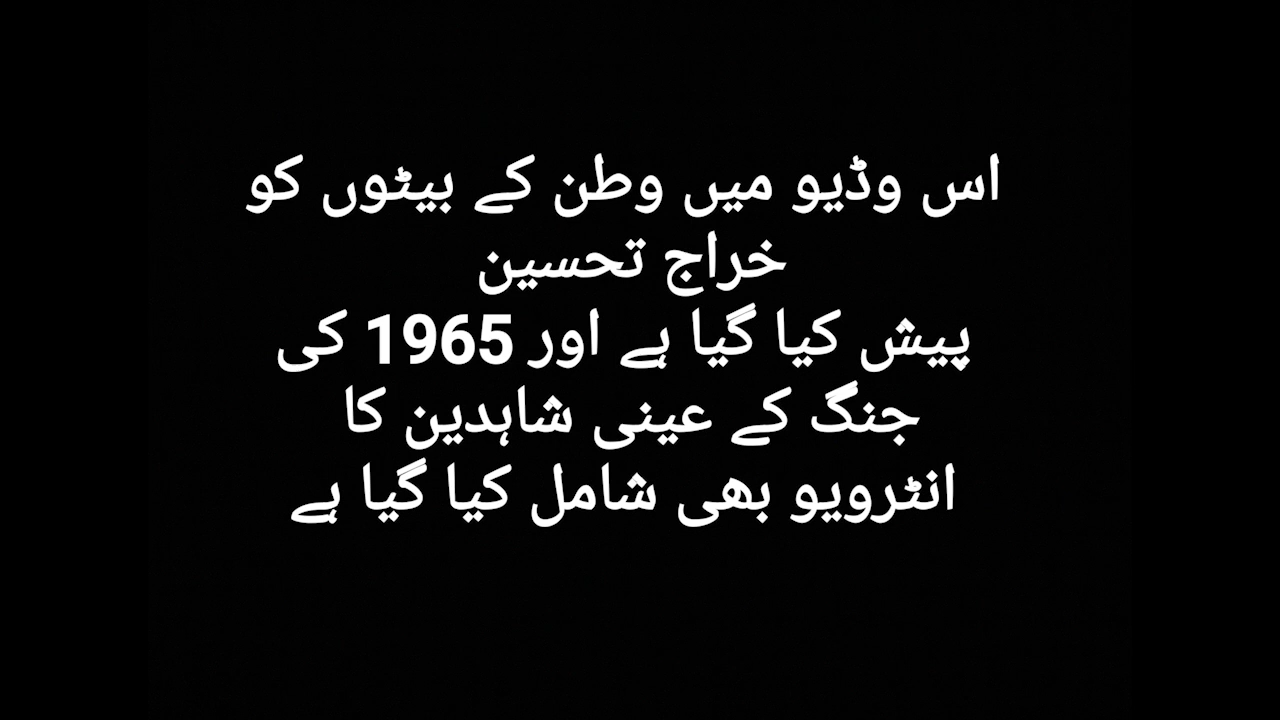 اس وڈیو میں وطن کے بیٹوں کو
خراج تحسین
پیش کیا گیا ہے اور 1965 کی
جنگ کے عینی شاہدین کا
انٹرویو بھی شامل کیا گیا ہے